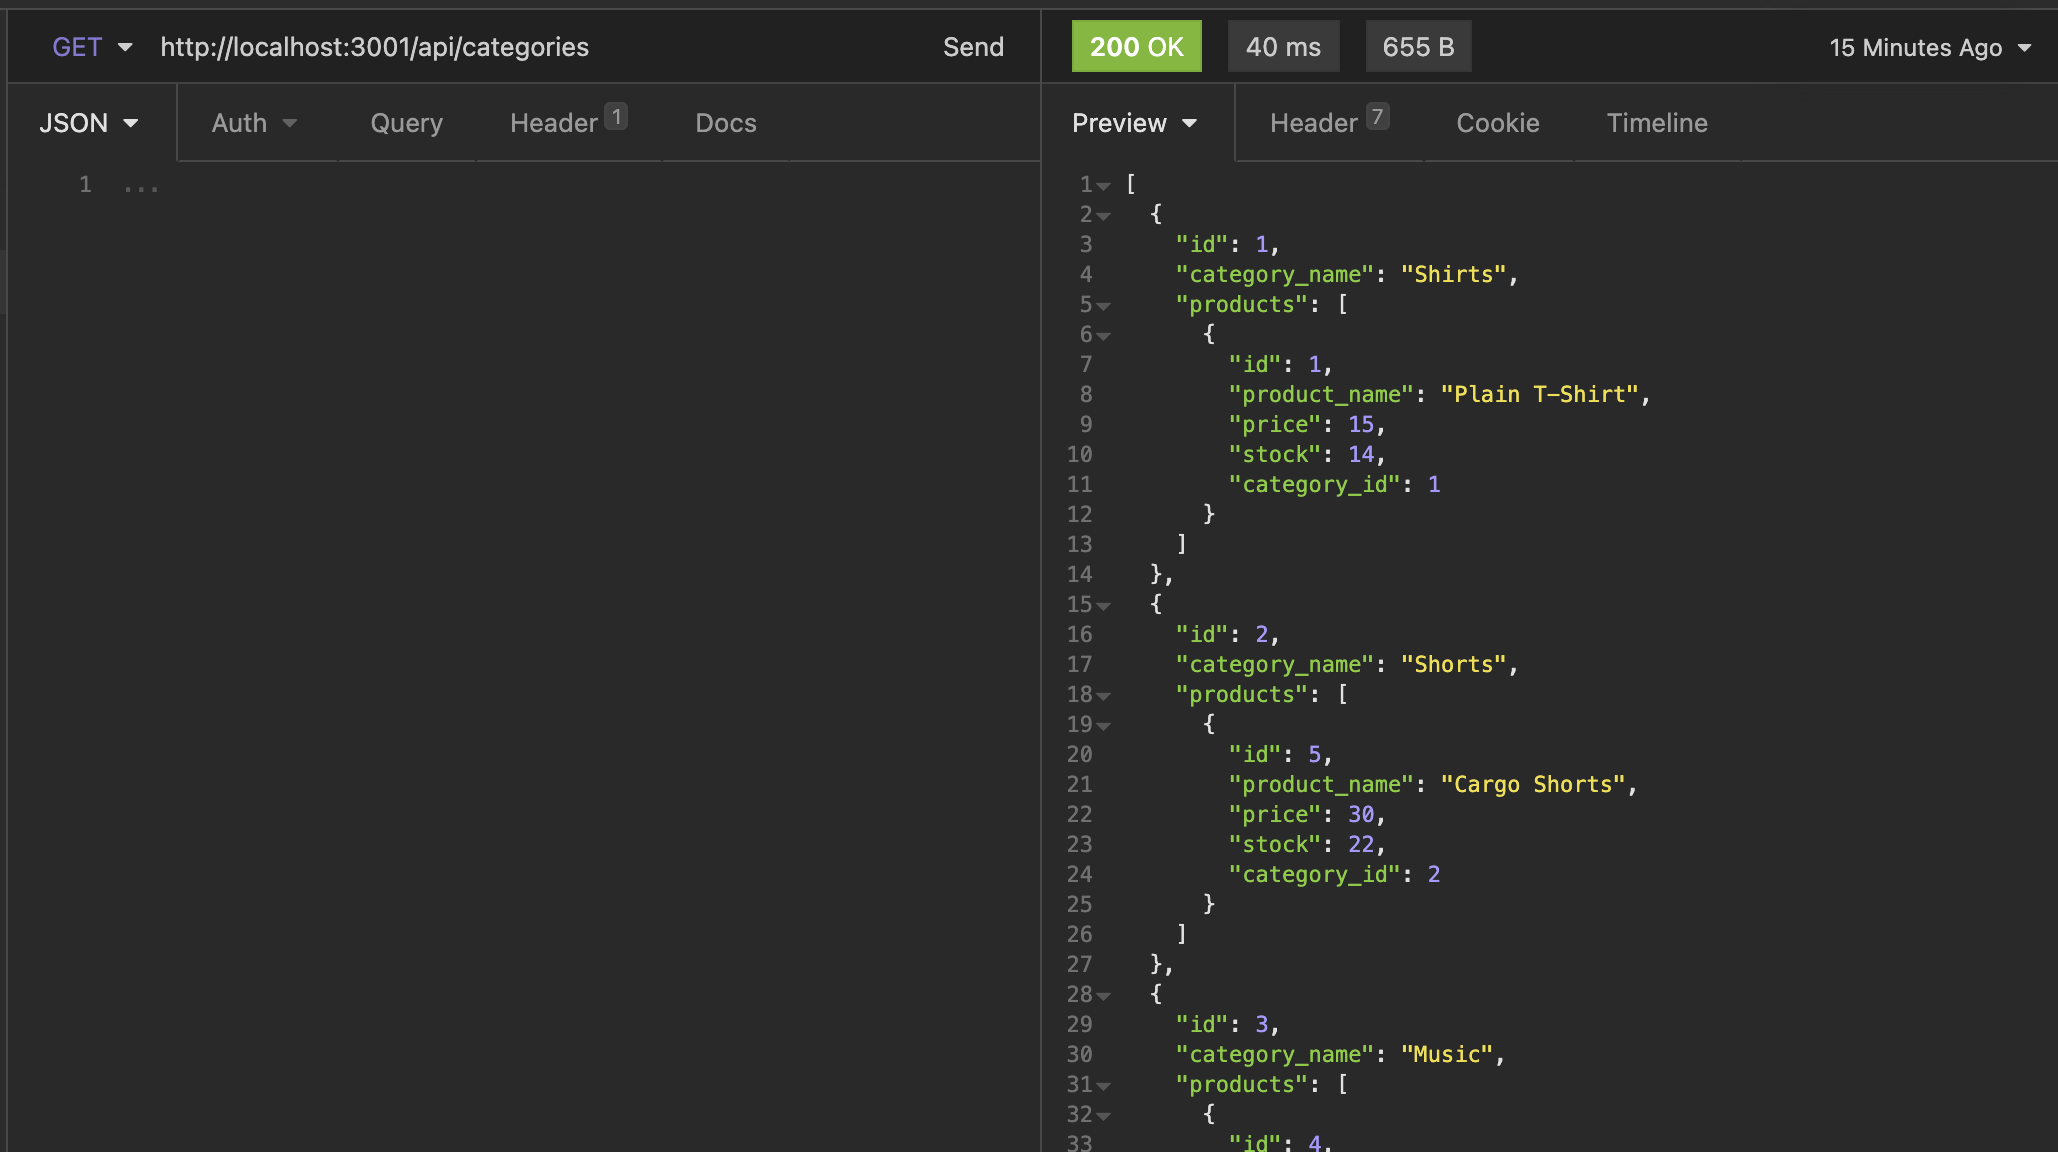 GET http://localhost:3001/api/categories Send
200 OK 40 ms 655 B 15 Minutes Ago
JSON Auth Query Header 1 Docs
Preview Header 7 Cookie Timeline
1 ...
1 [
2 {
3 "id": 1,
4 "category_name": "Shirts",
5 "products": [
6 {
7 "id": 1,
8 "product_name": "Plain T-Shirt",
9 "price": 15,
10 "stock": 14,
11 "category_id": 1
12 }
13 ]
14 },
15 {
16 "id": 2,
17 "category_name": "Shorts",
18 "products": [
19 {
20 "id": 5,
21 "product_name": "Cargo Shorts",
22 "price": 30,
23 "stock": 22,
24 "category_id": 2
25 }
26 ]
27 },
28 {
29 "id": 3,
30 "category_name": "Music",
31 "products": [
32 {
33 "id": 4,